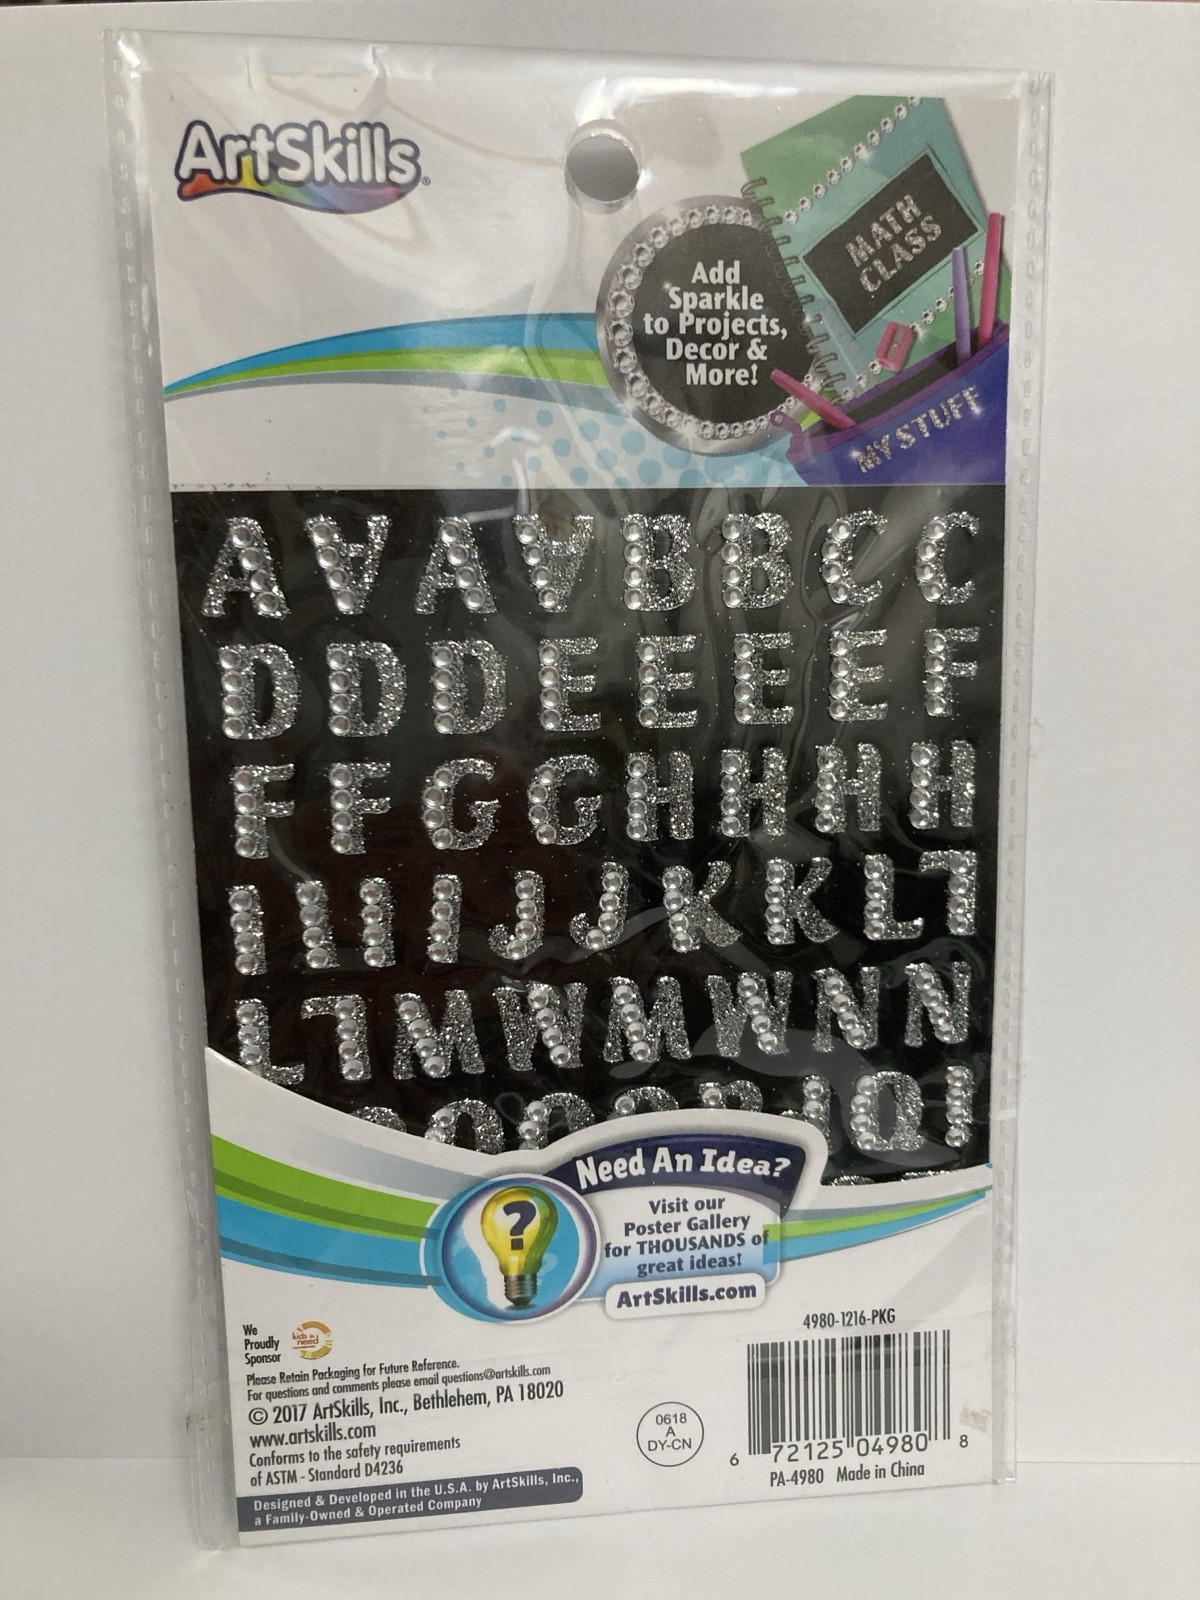 ArtSkills®
Add
Sparkle
to Projects,
Decor &
More!
MATH
CLASS
MY STUFF
A A A A B B C C
D D D E E E E F
F F G G H H H H
I I I I J J K K L L
L L M M M M N N
Q I
Need An Idea?
Visit our
Poster Gallery
for THOUSANDS of
great ideas!
ArtSkills.com
We
Proudly
Sponsor
kids in
need
Please Retain Packaging for Future Reference.
For questions and comments please email questions@artskills.com
© 2017 ArtSkills, Inc., Bethlehem, PA 18020
www.artskills.com
Conforms to the safety requirements
of ASTM - Standard D4236
Designed & Developed in the U.S.A. by ArtSkills, Inc.,
a Family-Owned & Operated Company
0618
A
DY-CN
4980-1216-PKG
6 72125 04980 8
PA-4980 Made in China